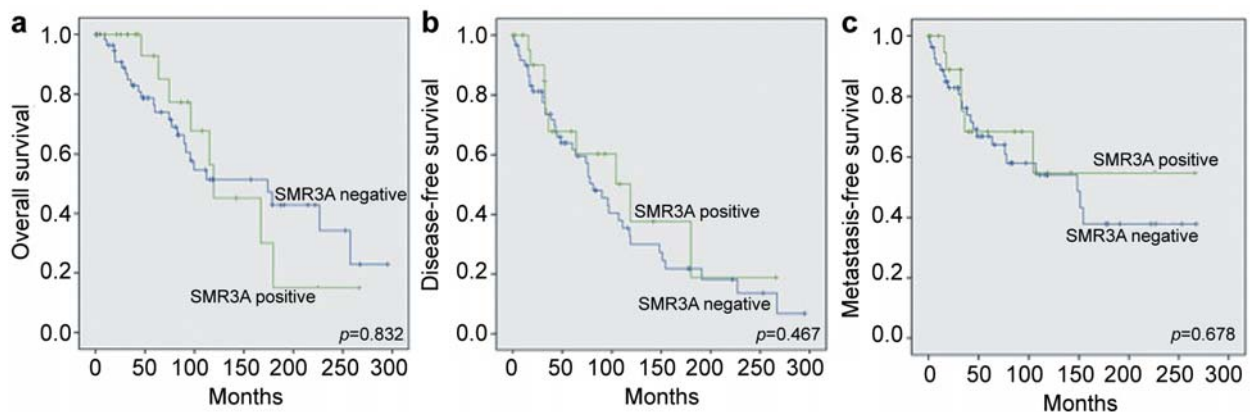 a
Overall survival
1.0
0.8
0.6
0.4
0.2
0.0
SMR3A negative
SMR3A positive
p=0.832
0 50 100 150 200 250 300
Months
b
Disease-free survival
1.0
0.8
0.6
0.4
0.2
0.0
SMR3A positive
SMR3A negative
p=0.467
0 50 100 150 200 250 300
Months
c
Metastasis-free survival
1.0
0.8
0.6
0.4
0.2
0.0
SMR3A positive
SMR3A negative
p=0.678
0 50 100 150 200 250 300
Months